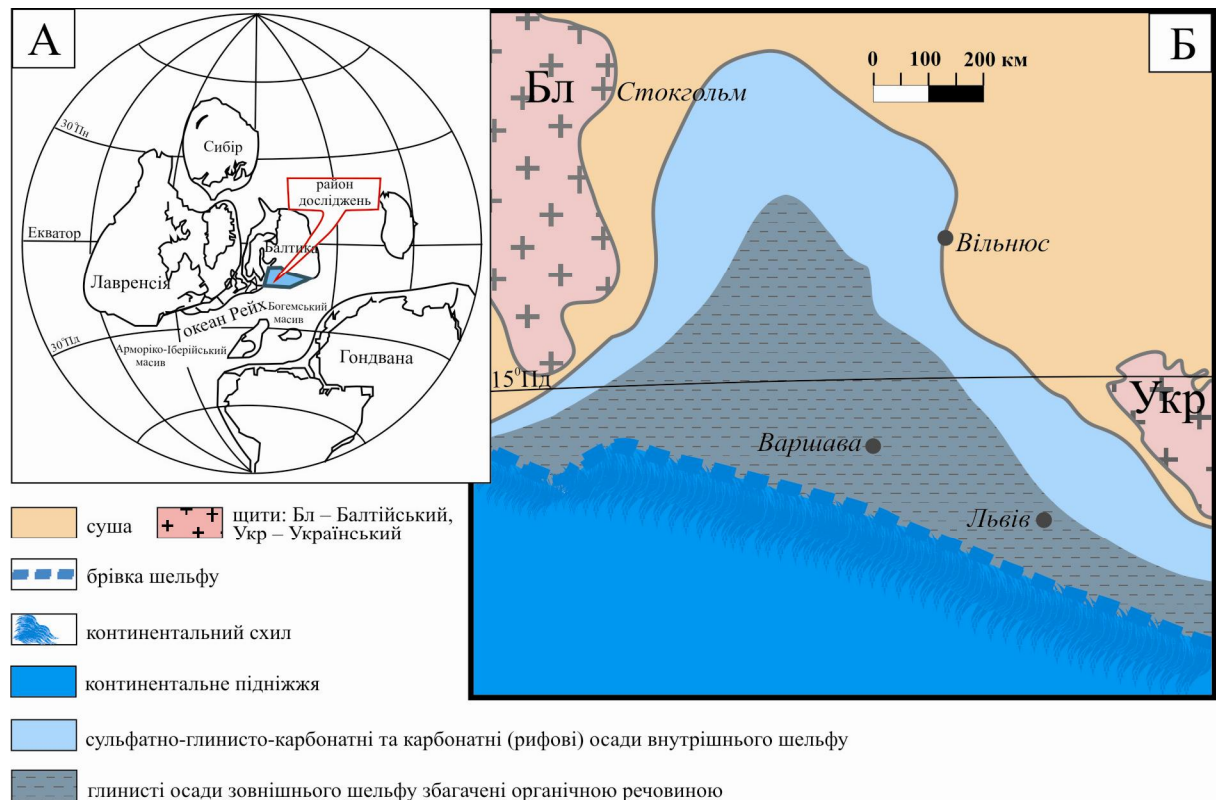 А
30°Пн
Сибір
район
досліджень
Екватор
Балтика
Лавренсія
океан Рейх
Богемський
масив
30°Пд
Арморіко-Іберійський
масив
Гондвана
Б
0 100 200 км
Бл
Стокгольм
Вільнюс
15°Пд
Укр
Варшава
Львів
суша
щити: Бл – Балтійський,
Укр – Український
брівка шельфу
континентальний схил
континентальне підніжжя
сульфатно-глинисто-карбонатні та карбонатні (рифові) осади внутрішнього шельфу
глинисті осади зовнішнього шельфу збагачені органічною речовиною